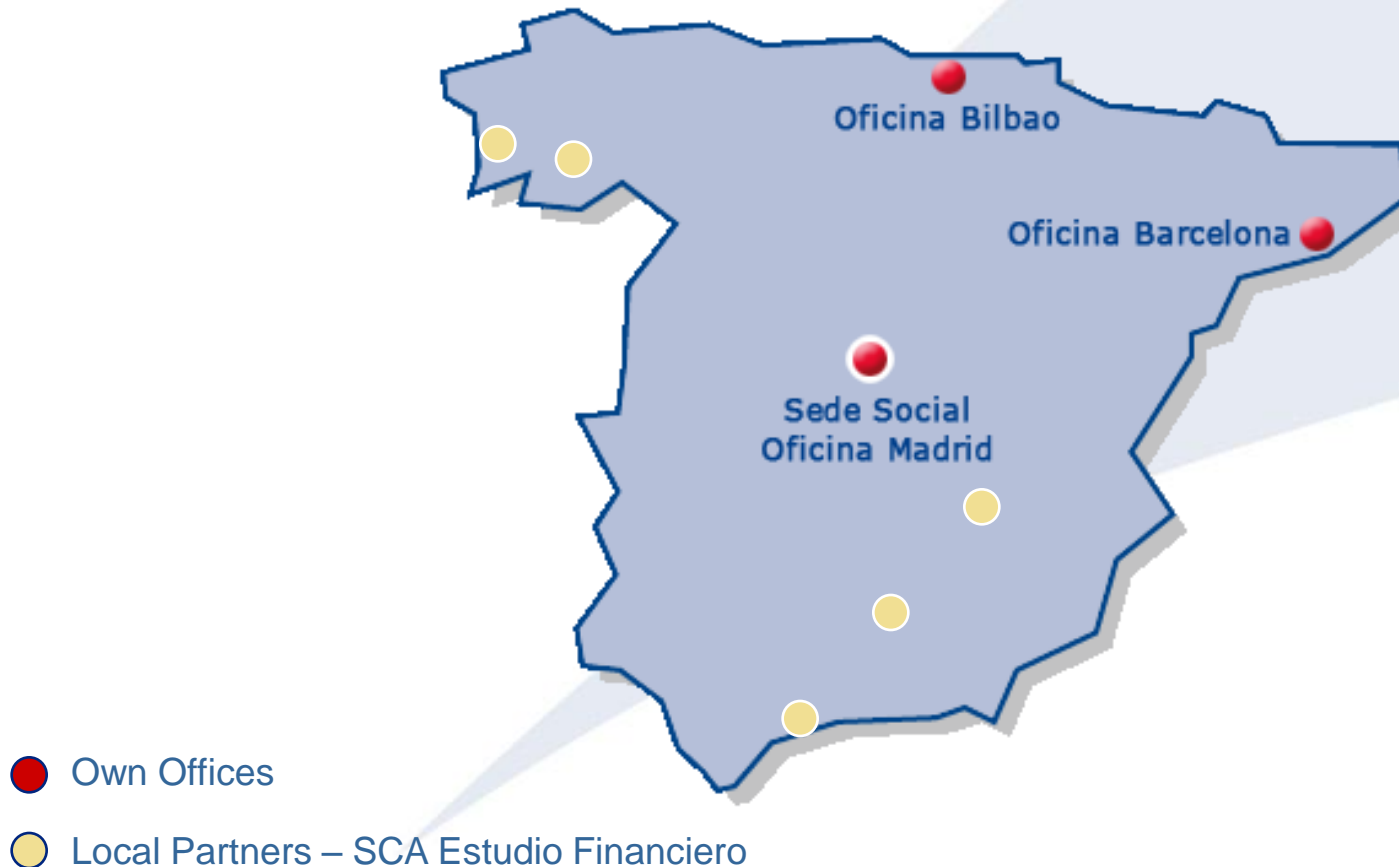 Oficina Bilbao
Oficina Barcelona
Sede Social
Oficina Madrid
Own Offices
Local Partners – SCA Estudio Financiero